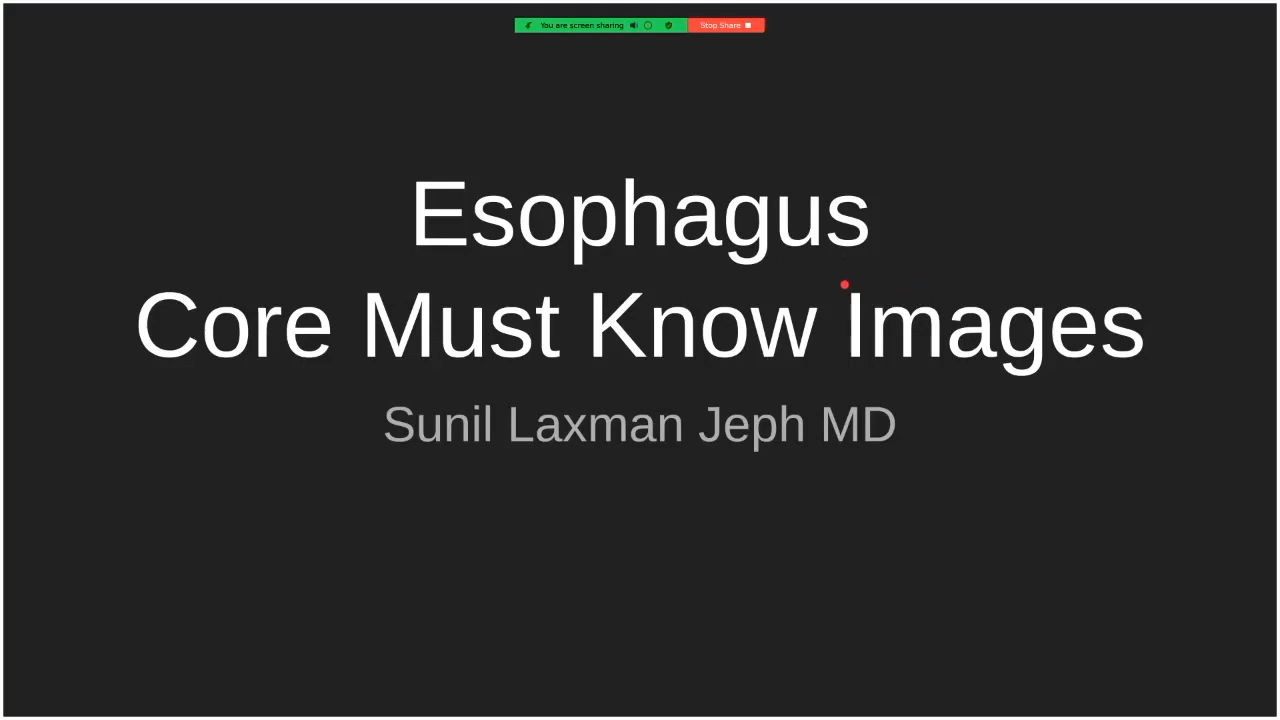 You are screen sharing Stop Share
Esophagus
Core Must Know Images
Sunil Laxman Jeph MD